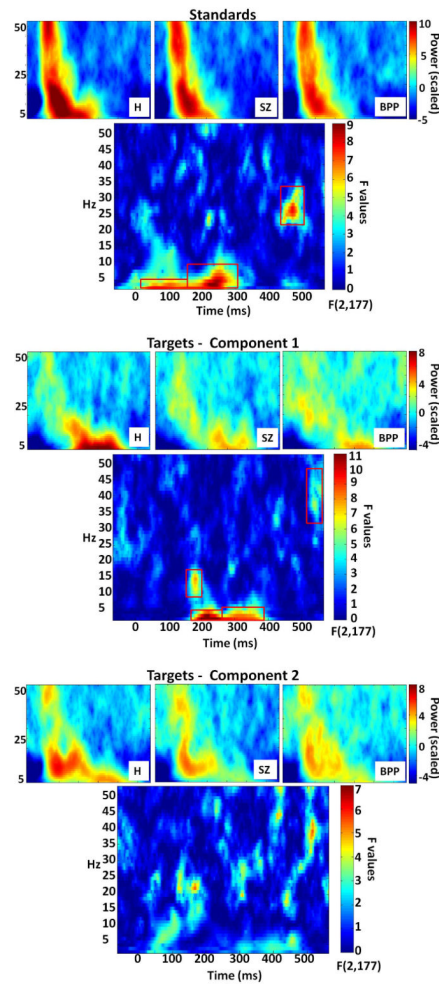 Standards
50
25
5
H
SZ
BPP
10
5
0
-5
Power (scaled)
50
45
40
35
30
25
20
15
10
5
Hz
0 100 200 300 400 500
Time (ms)
9
8
7
6
5
4
3
2
1
0
F values
F(2,177)
Targets - Component 1
50
25
5
H
SZ
BPP
8
4
0
-4
Power (scaled)
50
45
40
35
30
25
20
15
10
5
Hz
0 100 200 300 400 500
Time (ms)
11
10
9
8
7
6
5
4
3
2
1
0
F values
F(2,177)
Targets - Component 2
50
25
5
H
SZ
BPP
8
4
0
-4
Power (scaled)
50
45
40
35
30
25
20
15
10
5
Hz
0 100 200 300 400 500
Time (ms)
7
6
5
4
3
2
1
0
F values
F(2,177)